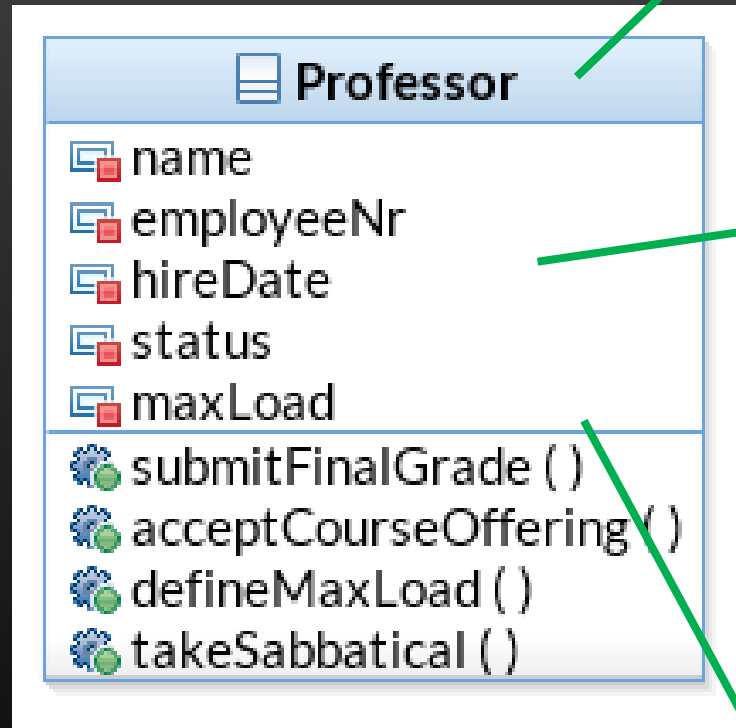 Professor
name
employeeNr
hireDate
status
maxLoad
submitFinalGrade ( )
acceptCourseOffering ( )
defineMaxLoad ( )
takeSabbatical ( )